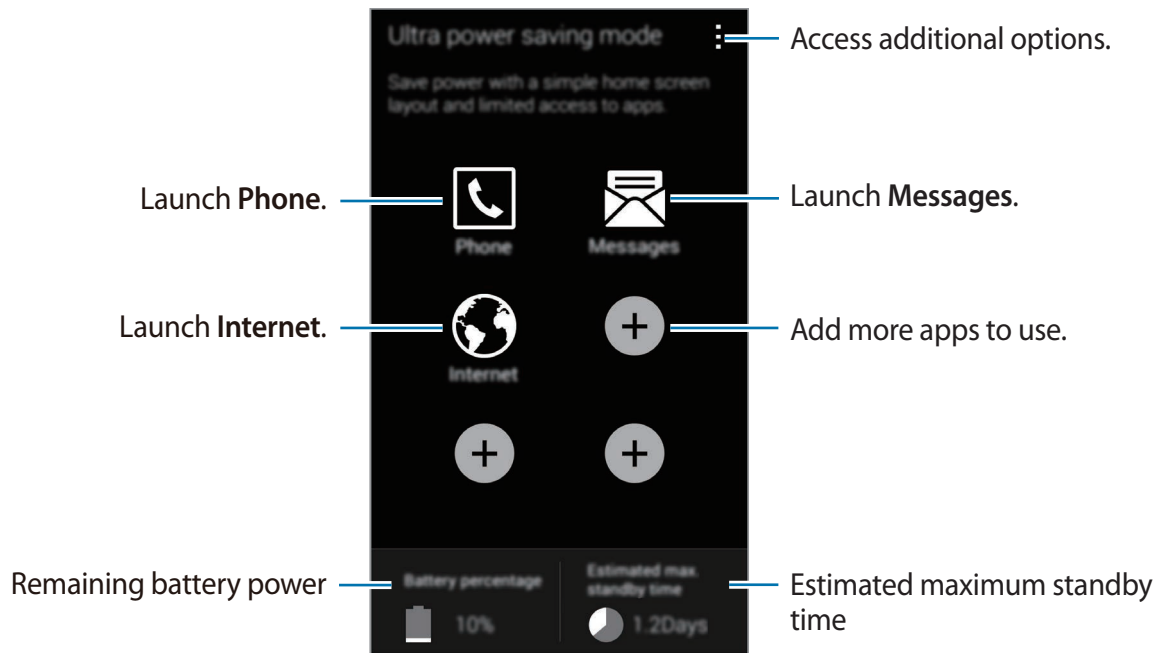 Ultra power saving mode
Access additional options.
Save power with a simple home screen
layout and limited access to apps.
Launch Phone.
Phone
Launch Messages.
Messages
Launch Internet.
Internet
Add more apps to use.
Remaining battery power
Battery percentage
10%
Estimated max.
standby time
1.2Days
Estimated maximum standby
time